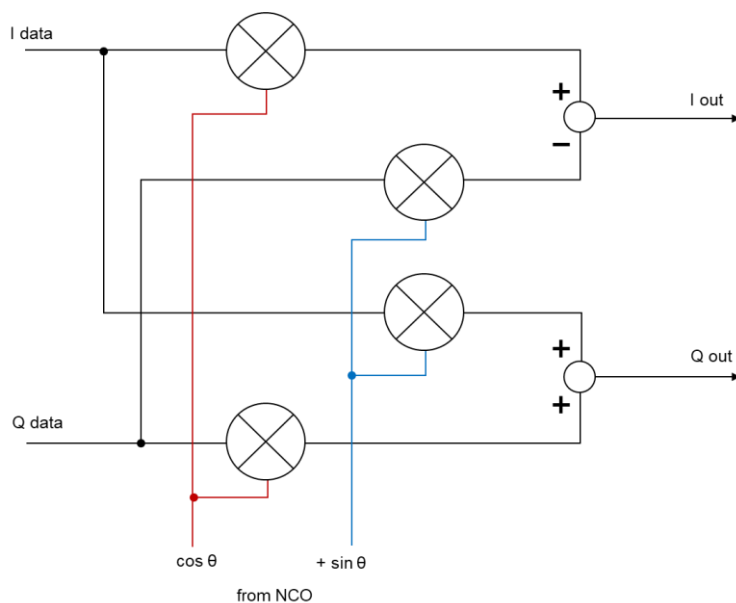 I data
+
I out
−
+
Q out
+
Q data
cos θ
+ sin θ
from NCO